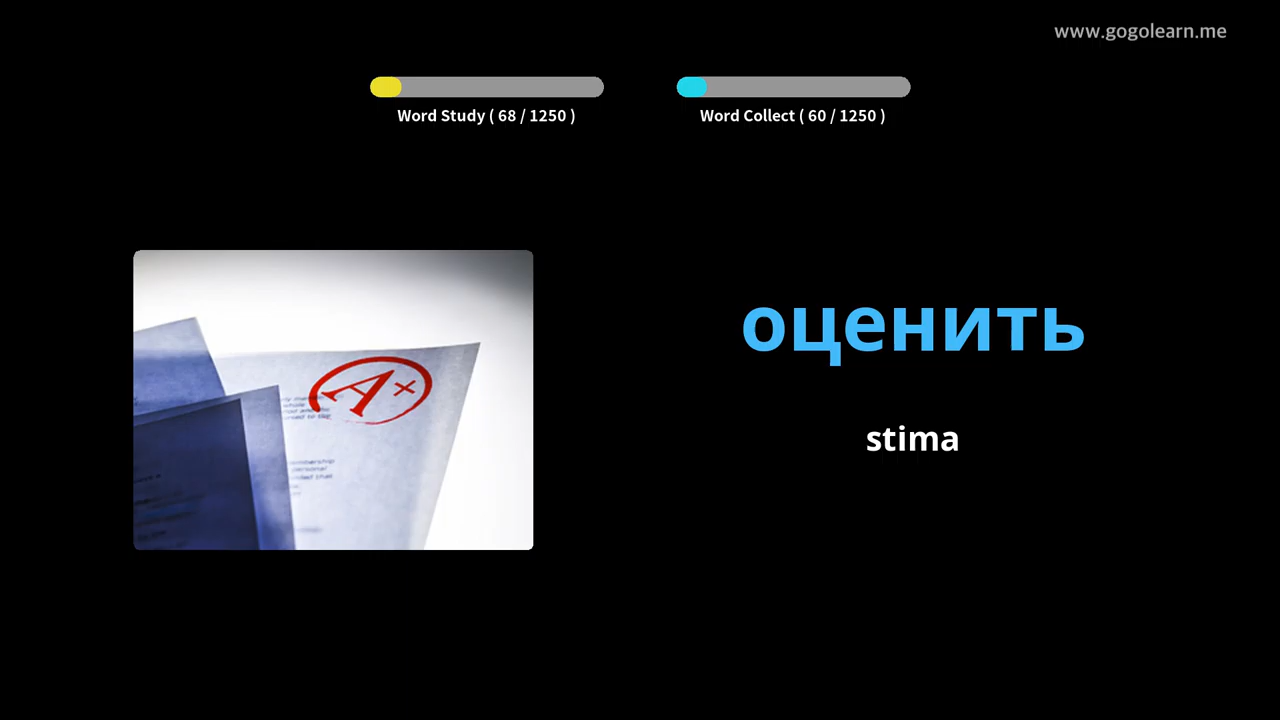 www.gogolearn.me
Word Study ( 68 / 1250 )
Word Collect ( 60 / 1250 )
A+
оценить
stima